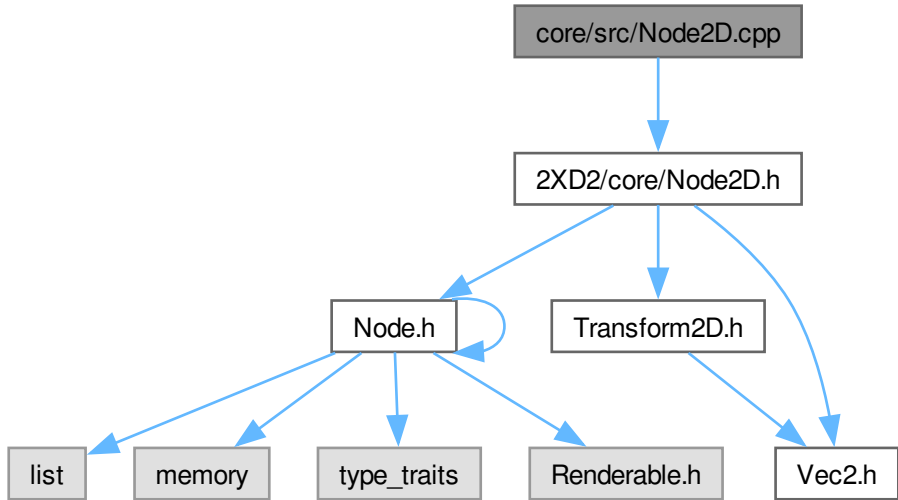 core/src/Node2D.cpp
2XD2/core/Node2D.h
Node.h
Transform2D.h
list
memory
type_traits
Renderable.h
Vec2.h